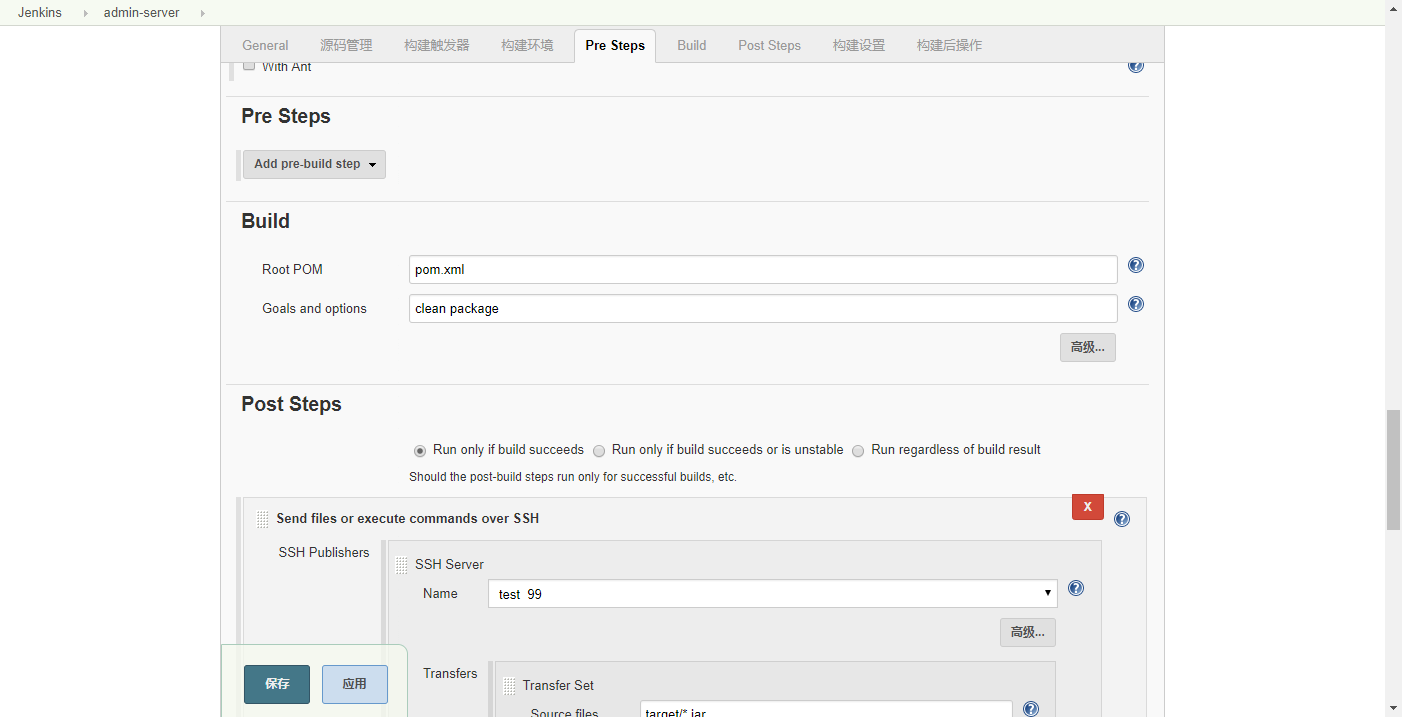 Jenkins admin-server
General 源码管理 构建触发器 构建环境 Pre Steps Build Post Steps 构建设置 构建后操作
With Ant
Pre Steps
Add pre-build step
Build
Root POM pom.xml
Goals and options clean package
高级...
Post Steps
Run only if build succeeds Run only if build succeeds or is unstable Run regardless of build result
Should the post-build steps run only for successful builds, etc.
X
Send files or execute commands over SSH
SSH Publishers
SSH Server
Name test 99
高级...
Transfers
Transfer Set
Source files target/*.jar
保存 应用